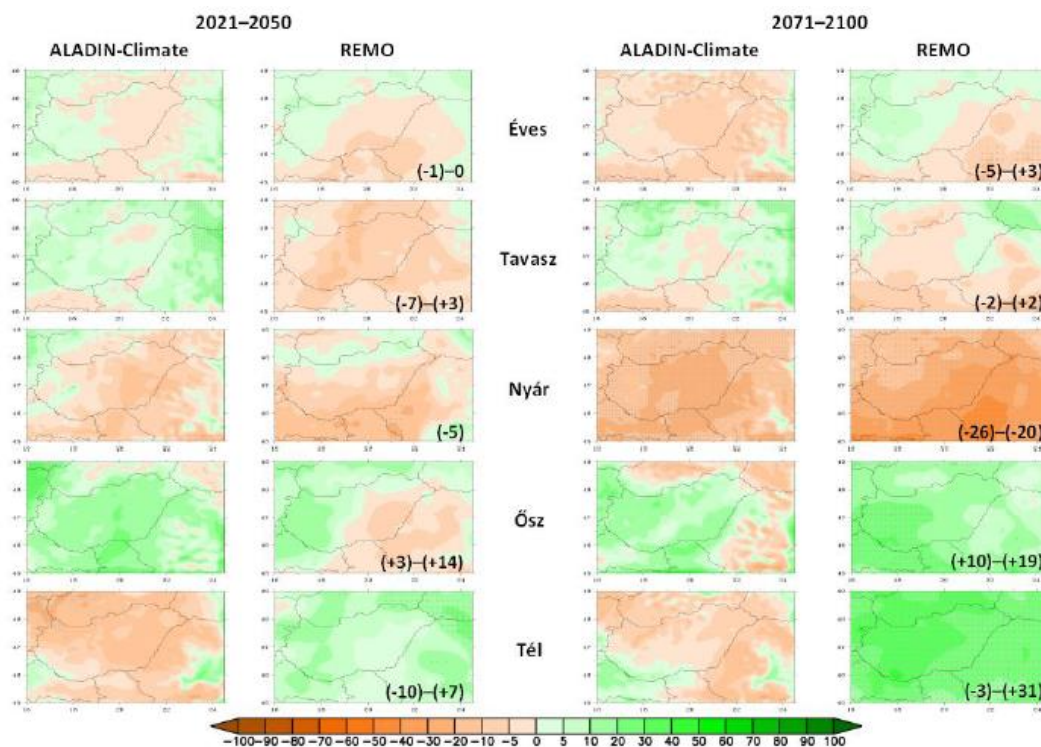 2021–2050 2071–2100
ALADIN-Climate REMO ALADIN-Climate REMO
Éves
(-1)–0 (-5)–(+3)
Tavasz
(-7)–(+3) (-2)–(+2)
Nyár
(-5) (-26)–(-20)
Ősz
(+3)–(+14) (+10)–(+19)
Tél
(-10)–(+7) (-3)–(+31)
−100 −90 −80 −70 −60 −50 −40 −30 −20 −10 −5 0 5 10 20 30 40 50 60 70 80 90 100